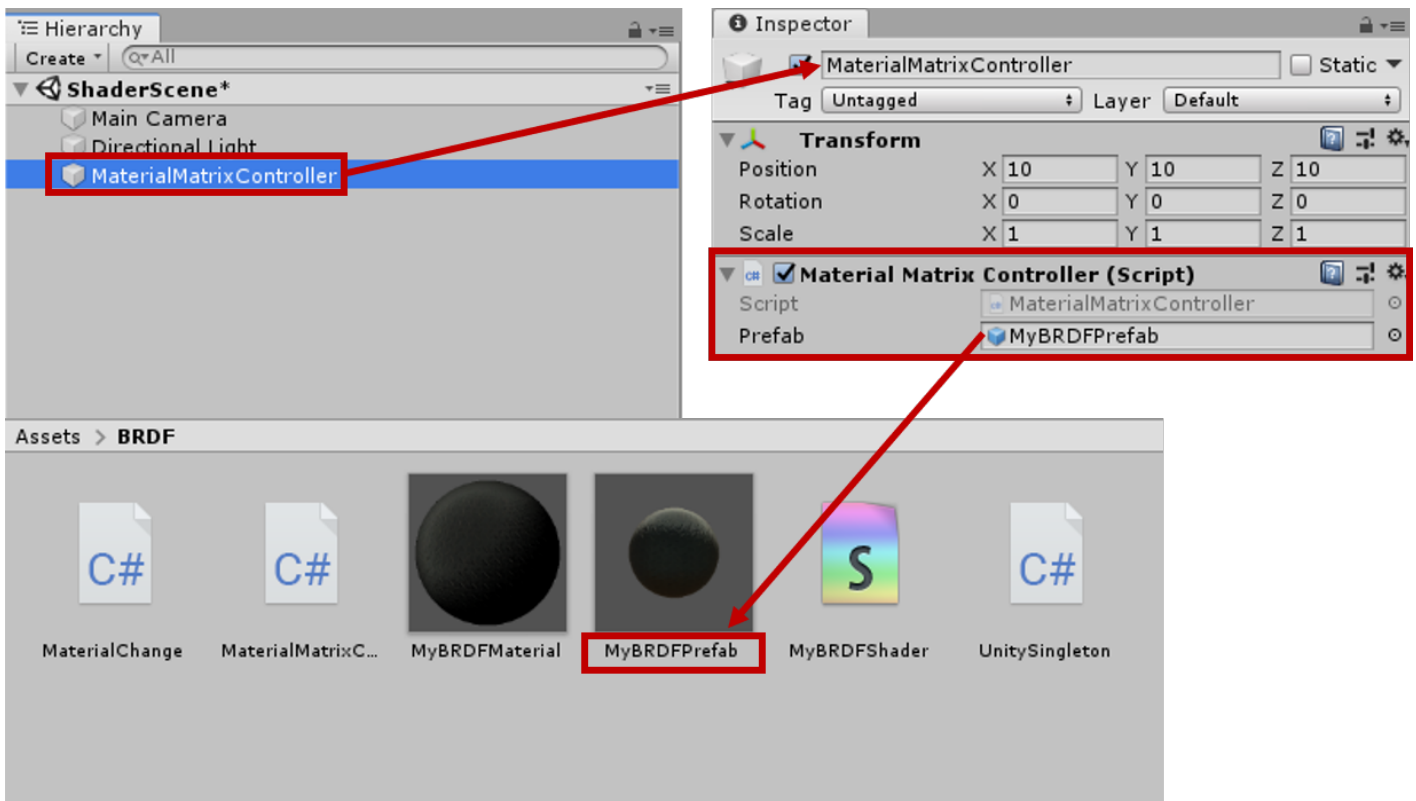 Hierarchy
Create
All
ShaderScene*
Main Camera
Directional Light
MaterialMatrixController
Inspector
MaterialMatrixController
Static
Tag Untagged Layer Default
Transform
Position X 10 Y 10 Z 10
Rotation X 0 Y 0 Z 0
Scale X 1 Y 1 Z 1
C# Material Matrix Controller (Script)
Script MaterialMatrixController
Prefab MyBRDFPrefab
Assets > BRDF
C# C# S C#
MaterialChange MaterialMatrixC... MyBRDFMaterial MyBRDFPrefab MyBRDFShader UnitySingleton